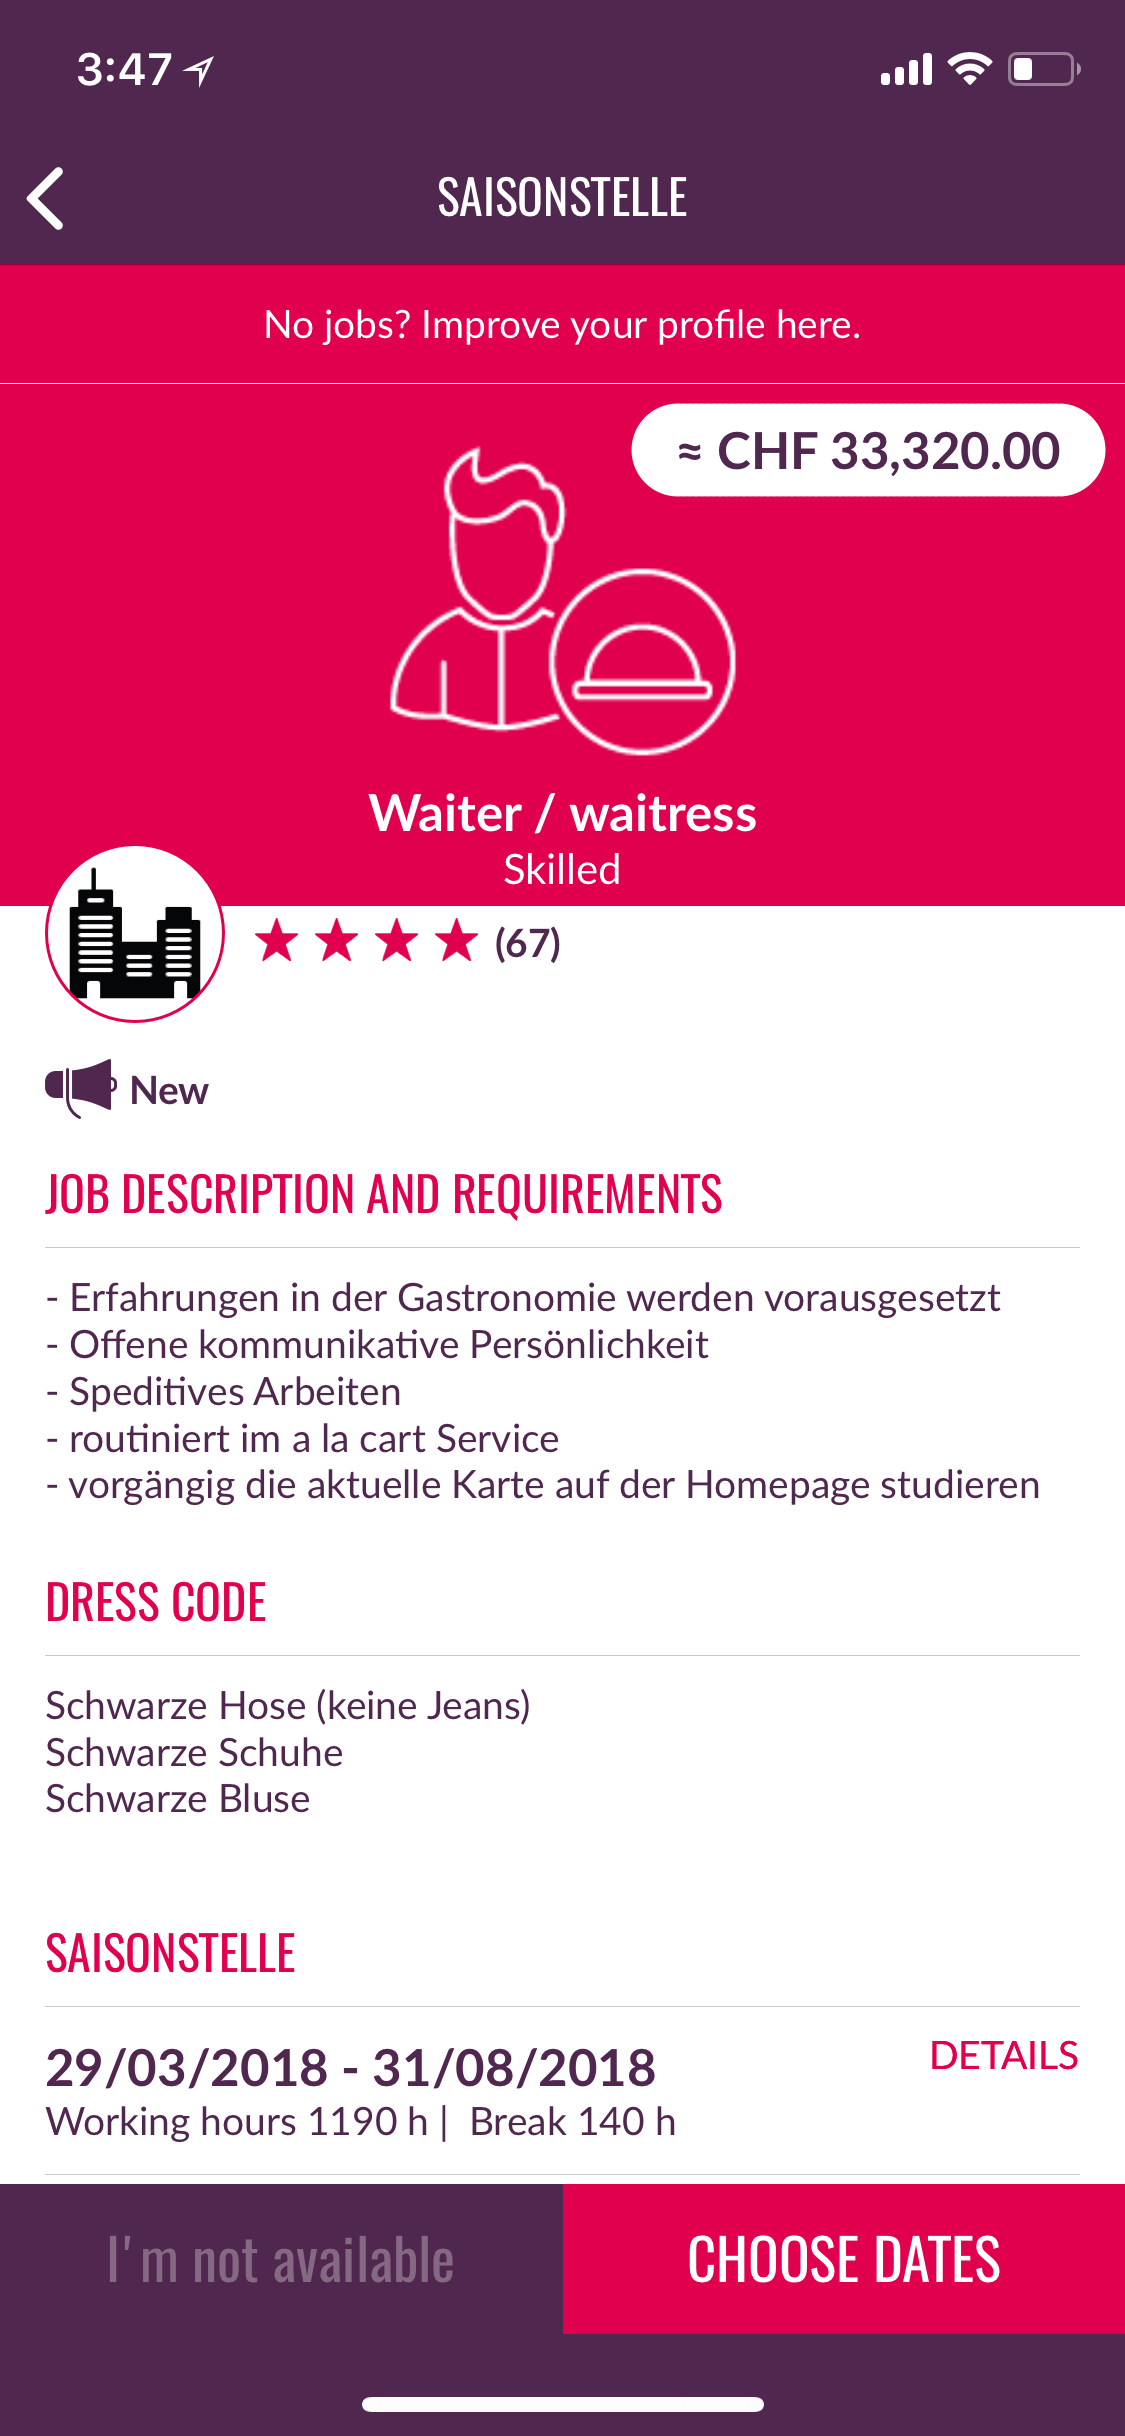 3:47
SAISONSTELLE
No jobs? Improve your profile here.
≈ CHF 33,320.00
Waiter / waitress
Skilled
(67)
New
JOB DESCRIPTION AND REQUIREMENTS
- Erfahrungen in der Gastronomie werden vorausgesetzt
- Offene kommunikative Persönlichkeit
- Speditives Arbeiten
- routiniert im a la cart Service
- vorgängig die aktuelle Karte auf der Homepage studieren
DRESS CODE
Schwarze Hose (keine Jeans)
Schwarze Schuhe
Schwarze Bluse
SAISONSTELLE
29/03/2018 - 31/08/2018
DETAILS
Working hours 1190 h | Break 140 h
I'm not available
CHOOSE DATES